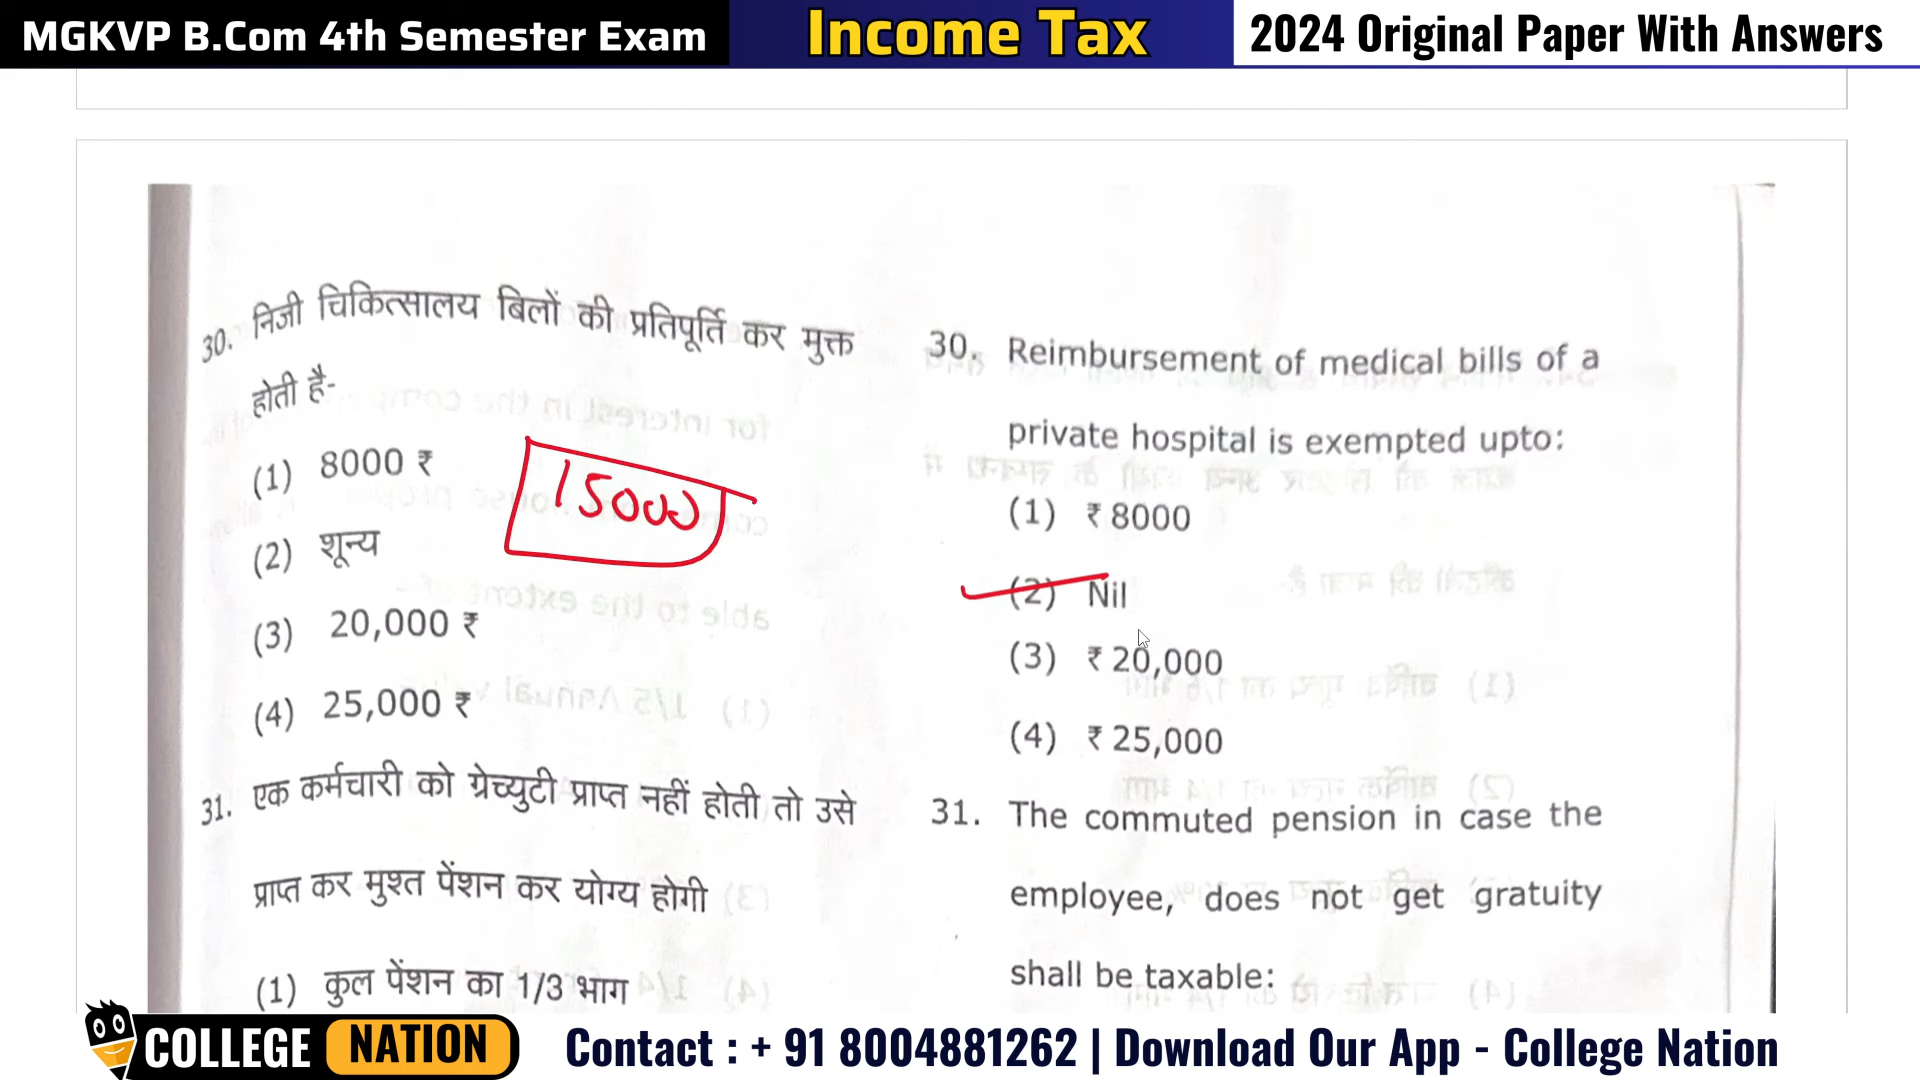 MGKVP B.Com 4th Semester Exam
Income Tax
2024 Original Paper With Answers
30. निजी चिकित्सालय बिलों की प्रतिपूर्ति कर मुक्त
होती है-
(1) 8000 ₹
(2) शून्य
(3) 20,000 ₹
(4) 25,000 ₹
15000
31. एक कर्मचारी को ग्रेच्युटी प्राप्त नहीं होती तो उसे
प्राप्त कर मुश्त पेंशन कर योग्य होगी
(1) कुल पेंशन का 1/3 भाग
30. Reimbursement of medical bills of a
private hospital is exempted upto:
(1) ₹ 8000
(2) Nil
(3) ₹ 20,000
(4) ₹ 25,000
31. The commuted pension in case the
employee, does not get gratuity
shall be taxable:
COLLEGE NATION
Contact : + 91 8004881262 | Download Our App - College Nation